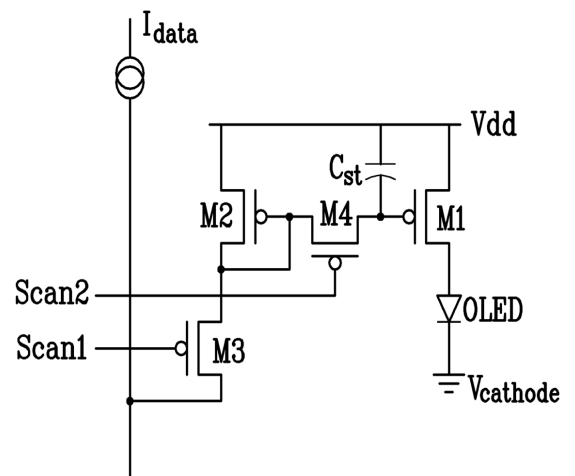 Idata
Vdd
Cst
M2
M4
M1
Scan2
OLED
Scan1
M3
Vcathode